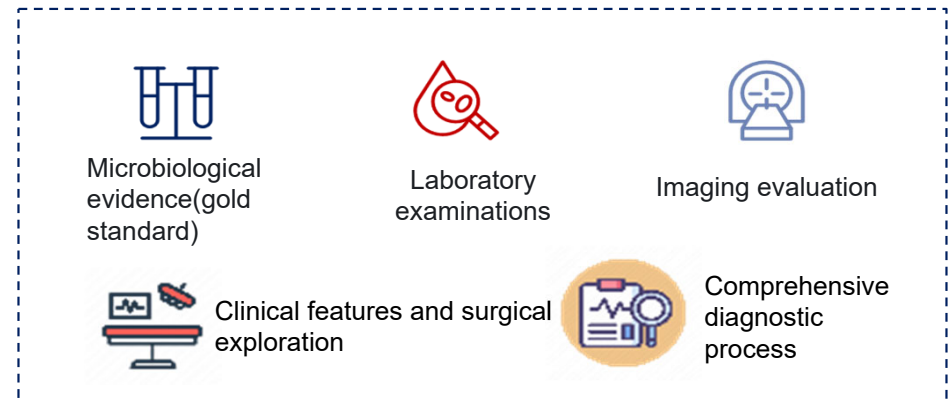 Microbiological
evidence(gold
standard)
Laboratory
examinations
Imaging evaluation
Clinical features and surgical
exploration
Comprehensive
diagnostic
process